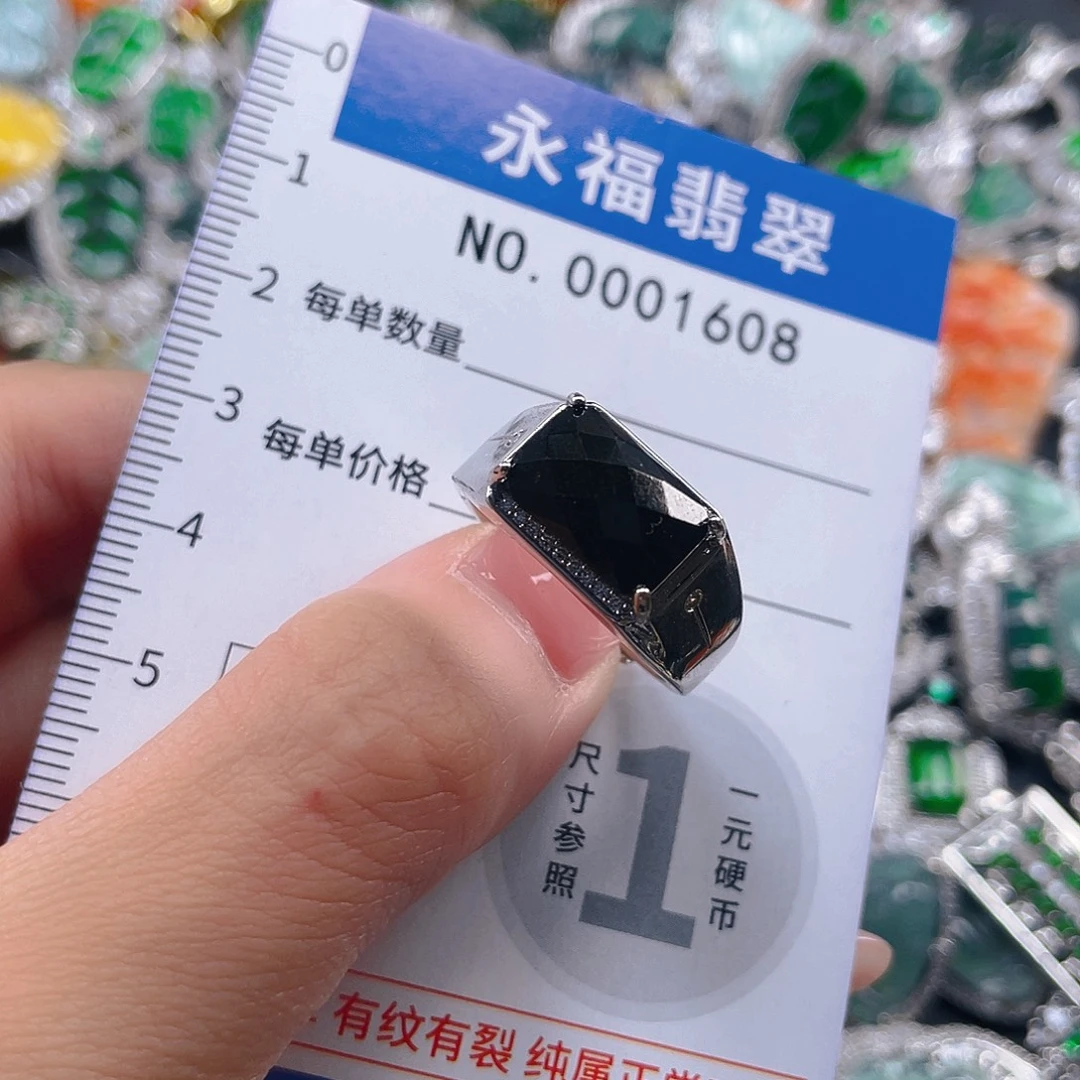 0
1
2
3
4
5
永福翡翠
NO. 0001608
每单数量
每单价格
尺寸参照
1
一元硬币
有纹有裂 纯属正常